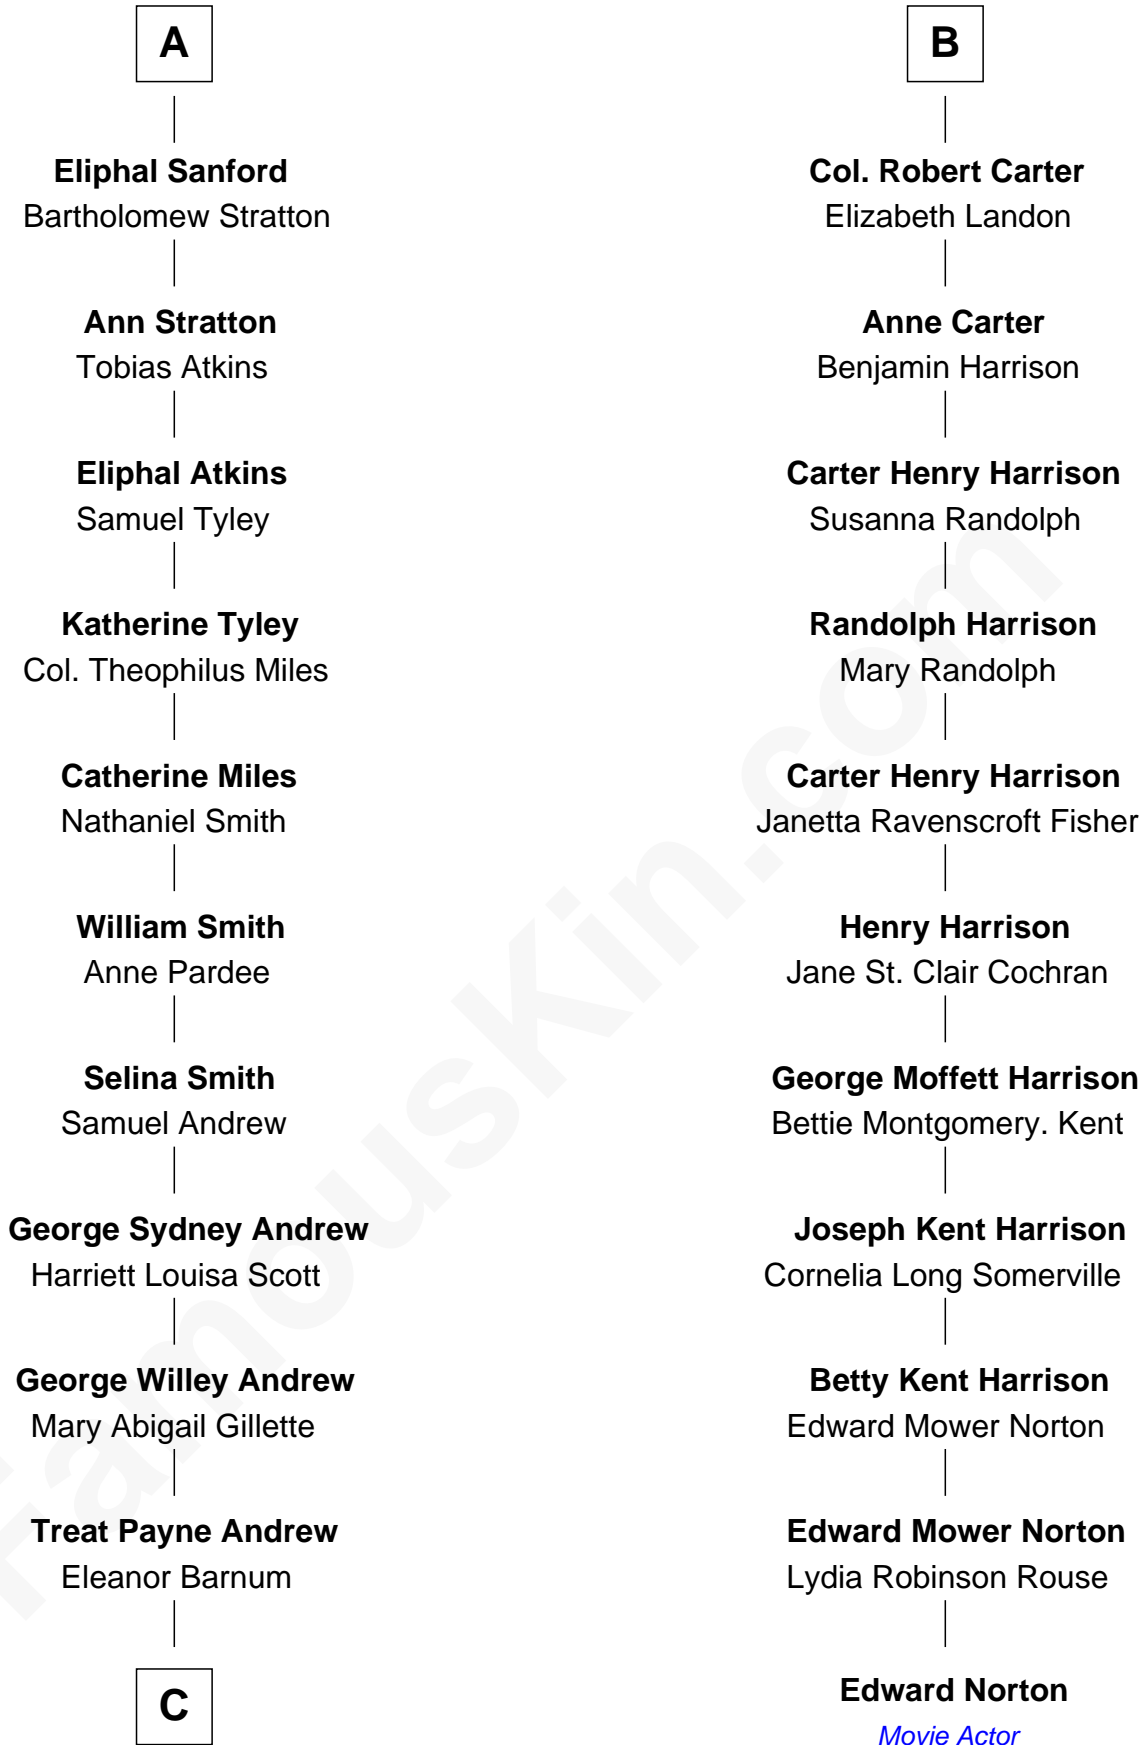 A
Eliphal Sanford
Bartholomew Stratton
Ann Stratton
Tobias Atkins
Eliphal Atkins
Samuel Tyley
Katherine Tyley
Col. Theophilus Miles
Catherine Miles
Nathaniel Smith
William Smith
Anne Pardee
Selina Smith
Samuel Andrew
George Sydney Andrew
Harriett Louisa Scott
George Willey Andrew
Mary Abigail Gillette
Treat Payne Andrew
Eleanor Barnum
C
B
Col. Robert Carter
Elizabeth Landon
Anne Carter
Benjamin Harrison
Carter Henry Harrison
Susanna Randolph
Randolph Harrison
Mary Randolph
Carter Henry Harrison
Janetta Ravenscroft Fisher
Henry Harrison
Jane St. Clair Cochran
George Moffett Harrison
Bettie Montgomery. Kent
Joseph Kent Harrison
Cornelia Long Somerville
Betty Kent Harrison
Edward Mower Norton
Edward Mower Norton
Lydia Robinson Rouse
Edward Norton
Movie Actor
FamousKin.com